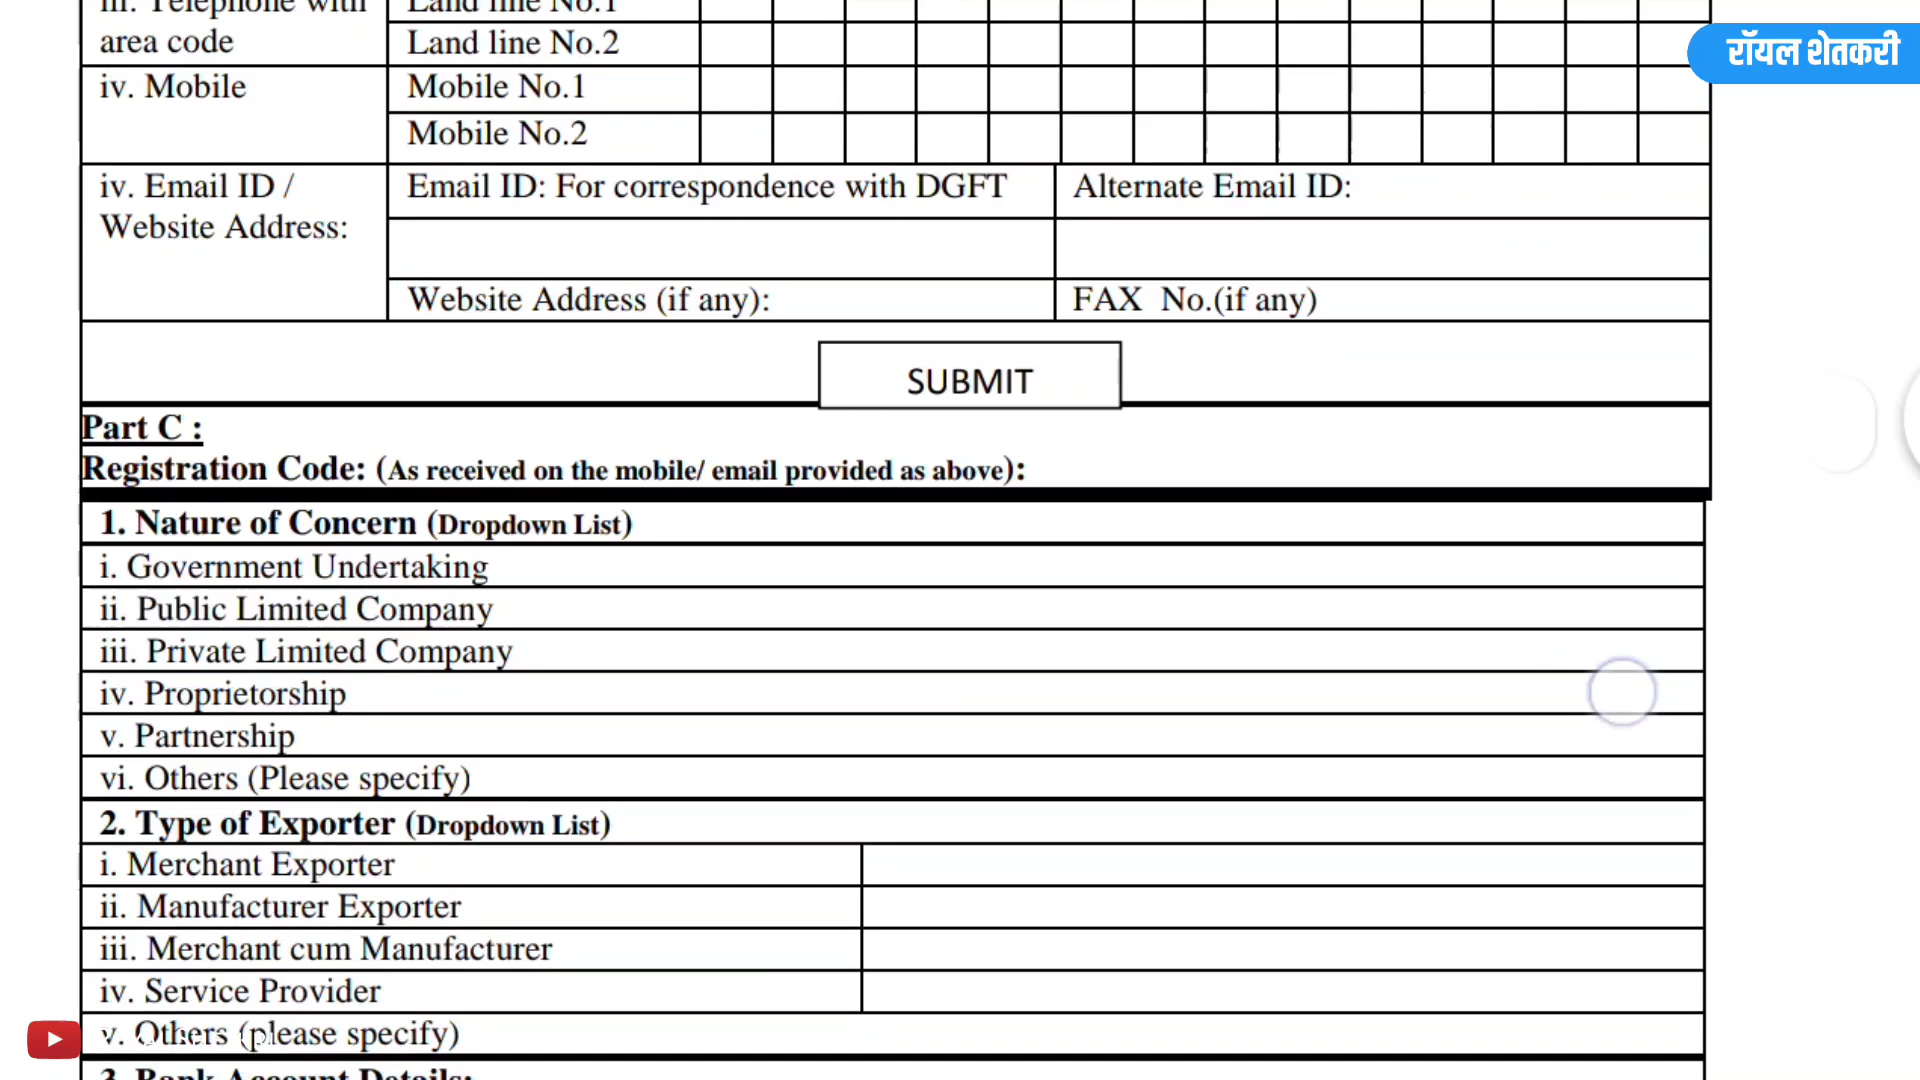 iii. Telephone with Land line No.1
area code Land line No.2
रॉयल शेतकरी
iv. Mobile Mobile No.1
Mobile No.2
iv. Email ID / Email ID: For correspondence with DGFT Alternate Email ID:
Website Address:
Website Address (if any): FAX No.(if any)
SUBMIT
Part C :
Registration Code: (As received on the mobile/ email provided as above):
1. Nature of Concern (Dropdown List)
i. Government Undertaking
ii. Public Limited Company
iii. Private Limited Company
iv. Proprietorship
v. Partnership
vi. Others (Please specify)
2. Type of Exporter (Dropdown List)
i. Merchant Exporter
ii. Manufacturer Exporter
iii. Merchant cum Manufacturer
iv. Service Provider
v. Others (please specify)
3. Bank Account Details: